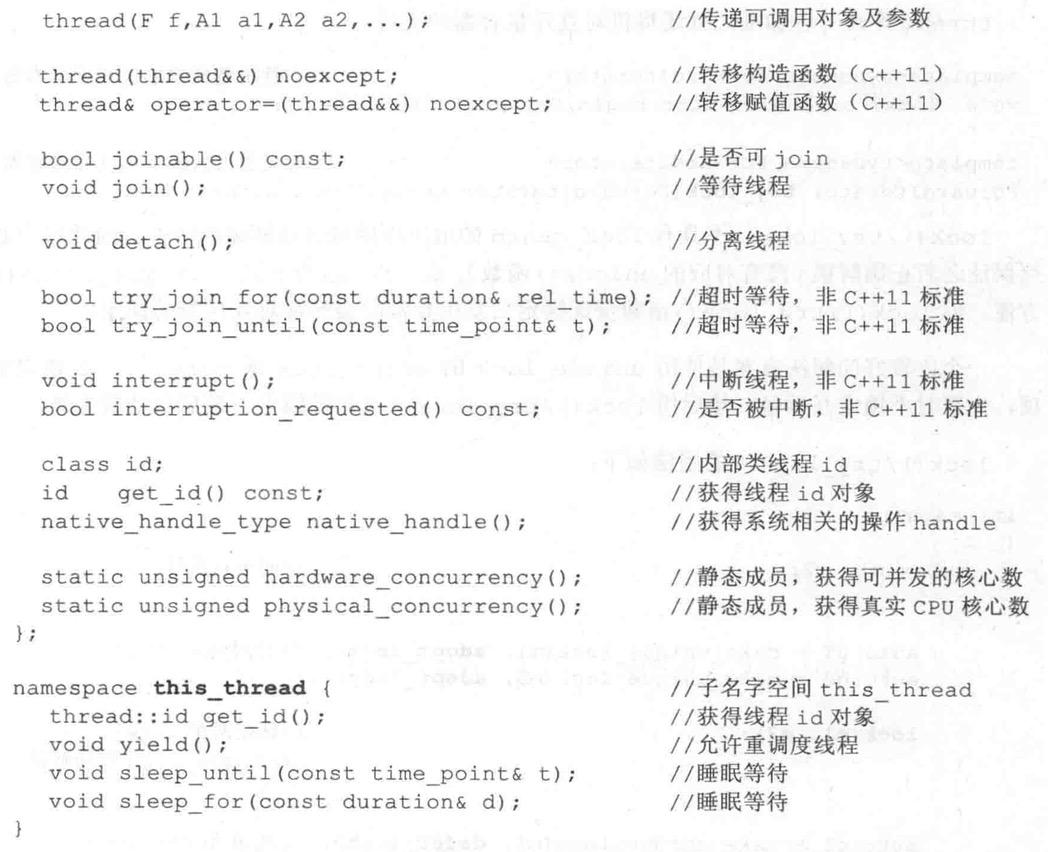 thread(F f,A1 a1,A2 a2,...); //传递可调用对象及参数
thread(thread&&) noexcept; //转移构造函数（C++11）
thread& operator=(thread&&) noexcept; //转移赋值函数（C++11）
bool joinable() const; //是否可 join
void join(); //等待线程
void detach(); //分离线程
bool try_join_for(const duration& rel_time); //超时等待，非 C++11 标准
bool try_join_until(const time_point& t); //超时等待，非 C++11 标准
void interrupt(); //中断线程，非 C++11 标准
bool interruption_requested() const; //是否被中断，非 C++11 标准
class id; //内部类线程 id
id get_id() const; //获得线程 id 对象
native_handle_type native_handle(); //获得系统相关的操作 handle
static unsigned hardware_concurrency(); //静态成员，获得可并发的核心数
static unsigned physical_concurrency(); //静态成员，获得真实 CPU 核心数
};
namespace this_thread { //子名字空间 this_thread
thread::id get_id(); //获得线程 id 对象
void yield(); //允许重调度线程
void sleep_until(const time_point& t); //睡眠等待
void sleep_for(const duration& d); //睡眠等待
}